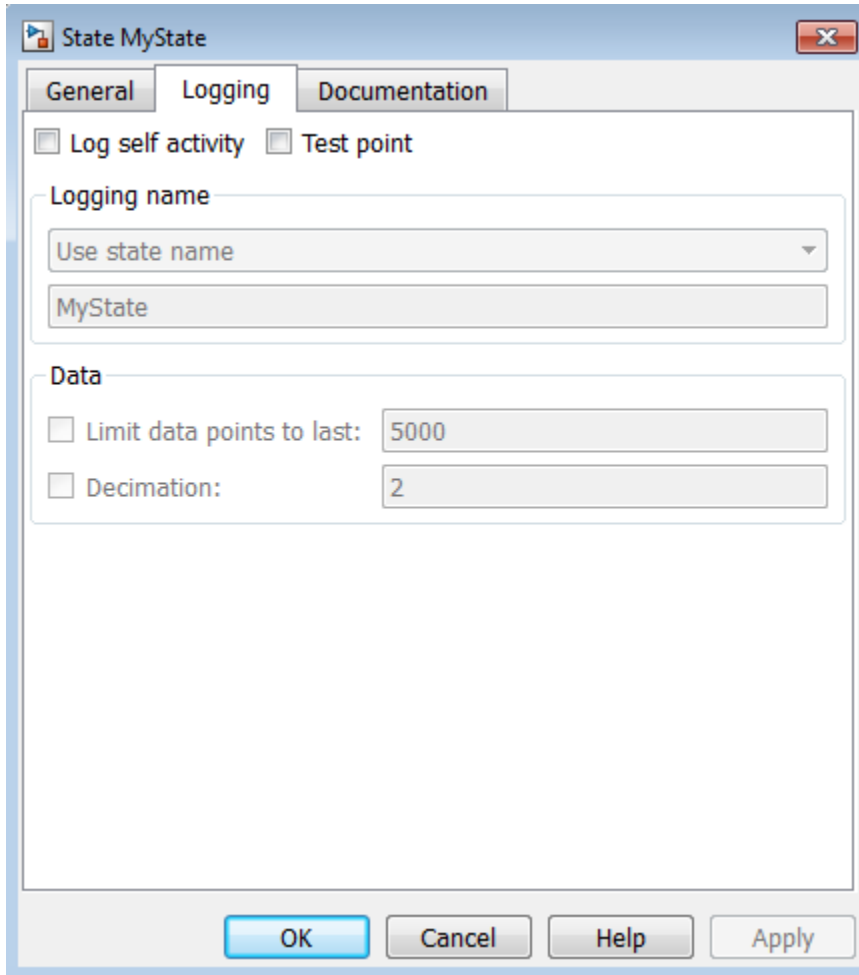 State MyState
General Logging Documentation
Log self activity Test point
Logging name
Use state name
MyState
Data
Limit data points to last: 5000
Decimation: 2
OK Cancel Help Apply